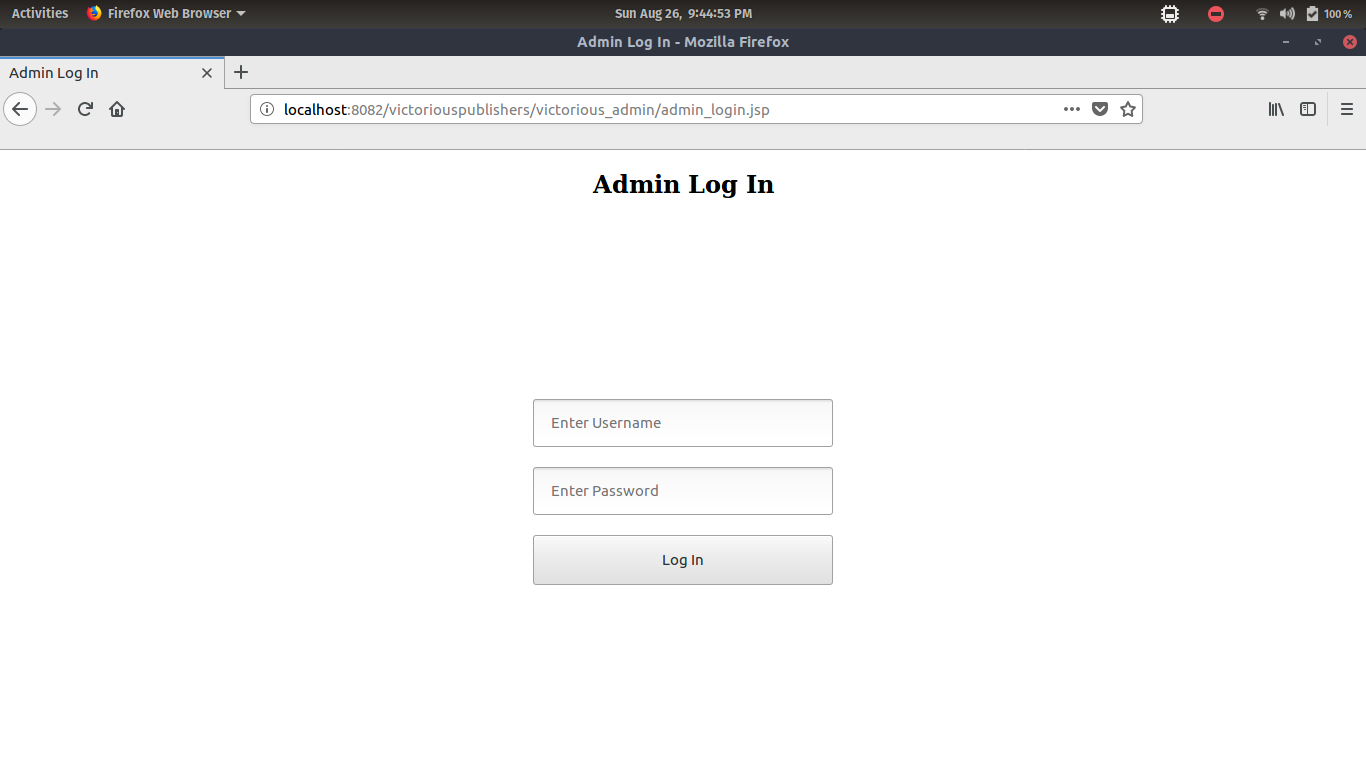 Activities Firefox Web Browser Sun Aug 26, 9:44:53 PM 100 %
Admin Log In - Mozilla Firefox
Admin Log In
localhost:8082/victoriouspublishers/victorious_admin/admin_login.jsp
Admin Log In
Enter Username
Enter Password
Log In